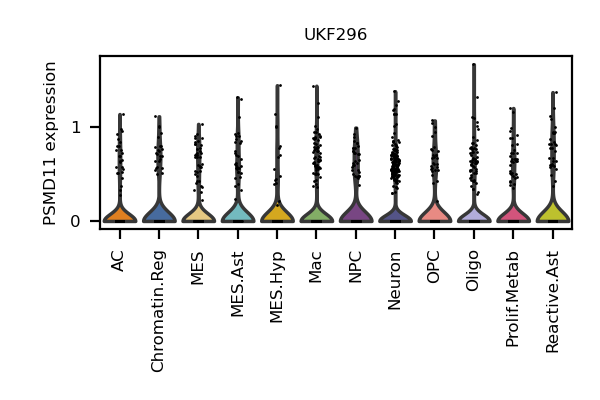 UKF296
PSMD11 expression
1
0
AC
Chromatin.Reg
MES
MES.Ast
MES.Hyp
Mac
NPC
Neuron
OPC
Oligo
Prolif.Metab
Reactive.Ast